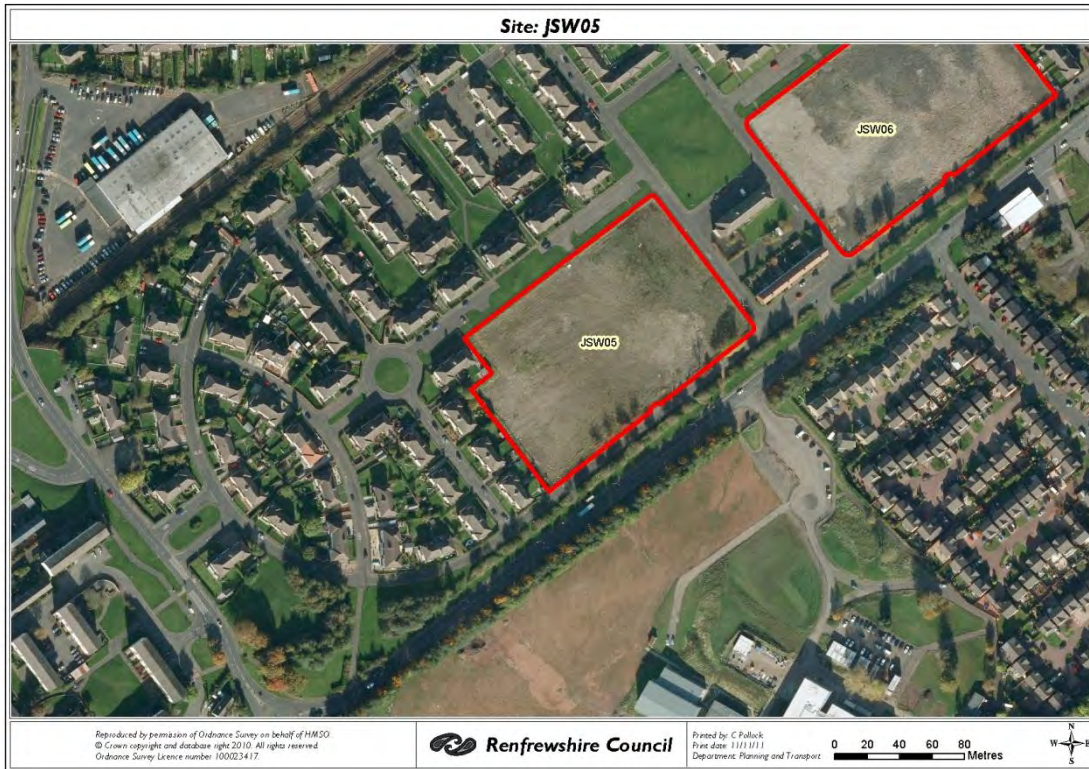 Site: JSW05
JSW06
JSW05
Reproduced by permission of Ordnance Survey on behalf of HMSO.
© Crown copyright and database right 2010. All rights reserved.
Ordnance Survey Licence number 100023417.
Renfrewshire Council
Printed by: C Pollock
Print date: 11/11/11
Department: Planning and Transport
0 20 40 60 80
Metres
N
W E
S